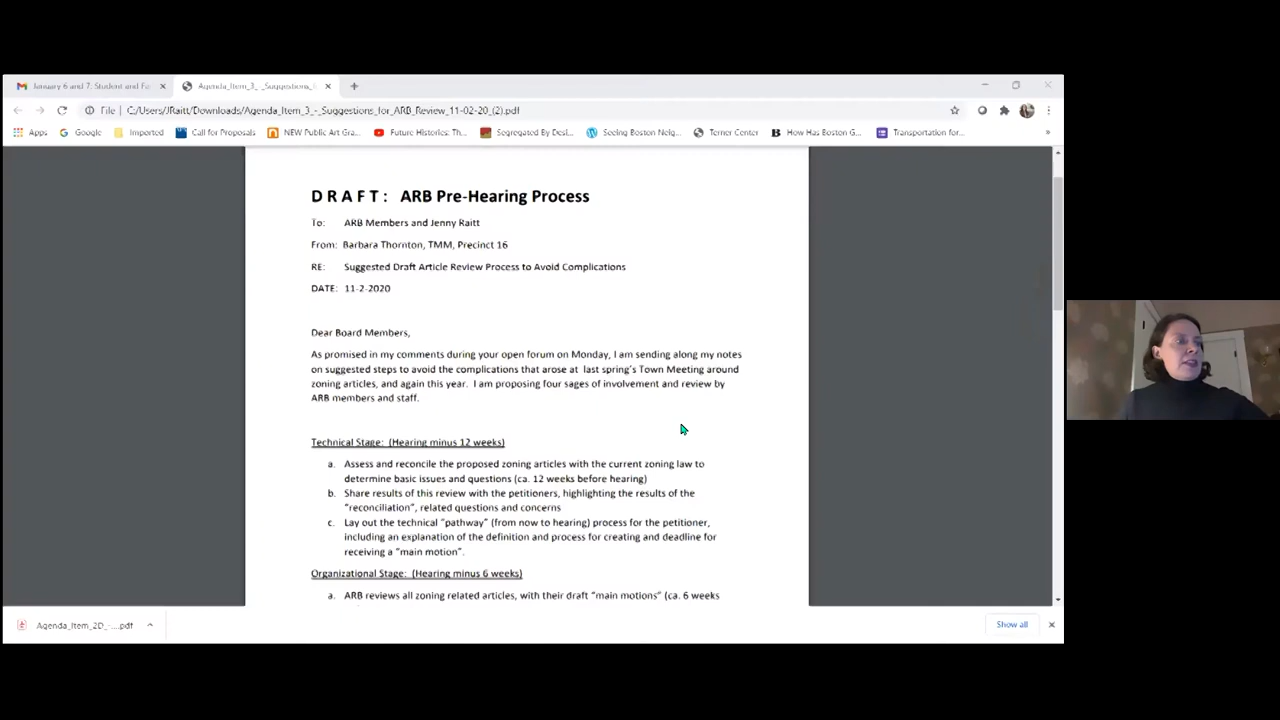 January 6 and 7, Student and Fa
Agenda_Item_3_-_Suggestions_f
File | C:/Users/JRaitt/Downloads/Agenda_Item_3_-_Suggestions_for_ARB_Review_11-02-20_(2).pdf
Apps Google Imported Call for Proposals NEW Public Art Gra... Future Histories: Th... Segregated By Desi... Seeing Boston Neig... Terner Center How Has Boston G... Transportation for...
D R A F T : ARB Pre-Hearing Process
To: ARB Members and Jenny Raitt
From: Barbara Thornton, TMM, Precinct 16
RE: Suggested Draft Article Review Process to Avoid Complications
DATE: 11-2-2020
Dear Board Members,
As promised in my comments during your open forum on Monday, I am sending along my notes
on suggested steps to avoid the complications that arose at last spring's Town Meeting around
zoning articles, and again this year. I am proposing four sages of involvement and review by
ARB members and staff.
Technical Stage: (Hearing minus 12 weeks)
a. Assess and reconcile the proposed zoning articles with the current zoning law to
determine basic issues and questions (ca. 12 weeks before hearing)
b. Share results of this review with the petitioners, highlighting the results of the
"reconciliation", related questions and concerns
c. Lay out the technical "pathway" (from now to hearing) process for the petitioner,
including an explanation of the definition and process for creating and deadline for
receiving a "main motion".
Organizational Stage: (Hearing minus 6 weeks)
a. ARB reviews all zoning related articles, with their draft "main motions" (ca. 6 weeks
Agenda_Item_2D_-....pdf
Show all